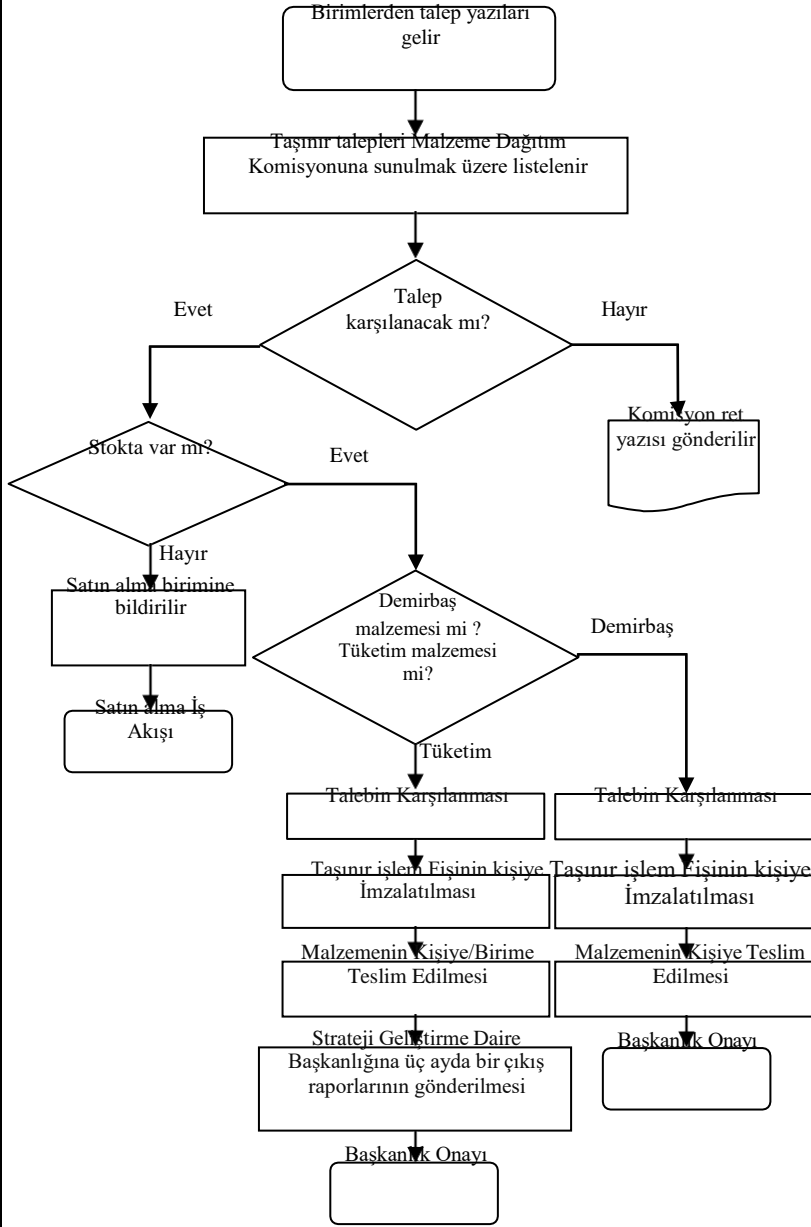 Birimlerden talep yazıları
gelir
Taşınır talepleri Malzeme Dağıtım
Komisyonuna sunulmak üzere listelenir
Talep
karşılanacak mı?
Evet
Hayır
Komisyon ret
yazısı gönderilir
Stokta var mı?
Evet
Hayır
Satın alma birimine
bildirilir
Satın alma İş
Akışı
Demirbaş
malzemesi mi ?
Tüketim malzemesi
mi?
Demirbaş
Tüketim
Talebin Karşılanması
Taşınır işlem Fişinin kişiye
İmzalatılması
Malzemenin Kişiye/Birime
Teslim Edilmesi
Strateji Geliştirme Daire
Başkanlığına üç ayda bir çıkış
raporlarının gönderilmesi
Başkanlık Onayı
Talebin Karşılanması
Taşınır işlem Fişinin kişiye
İmzalatılması
Malzemenin Kişiye Teslim
Edilmesi
Başkanlık Onayı